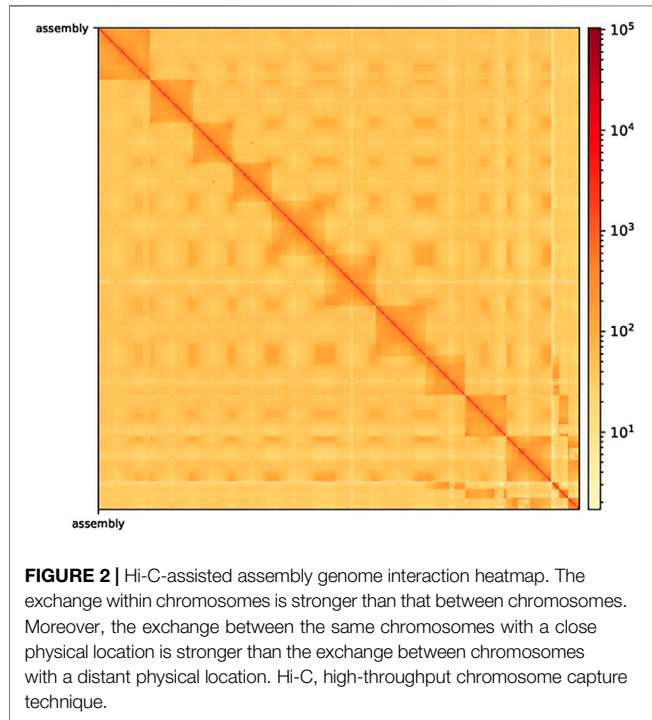 assembly
10^5
10^4
10^3
10^2
10^1
assembly
FIGURE 2 | Hi-C-assisted assembly genome interaction heatmap. The
exchange within chromosomes is stronger than that between chromosomes.
Moreover, the exchange between the same chromosomes with a close
physical location is stronger than the exchange between chromosomes
with a distant physical location. Hi-C, high-throughput chromosome capture
technique.